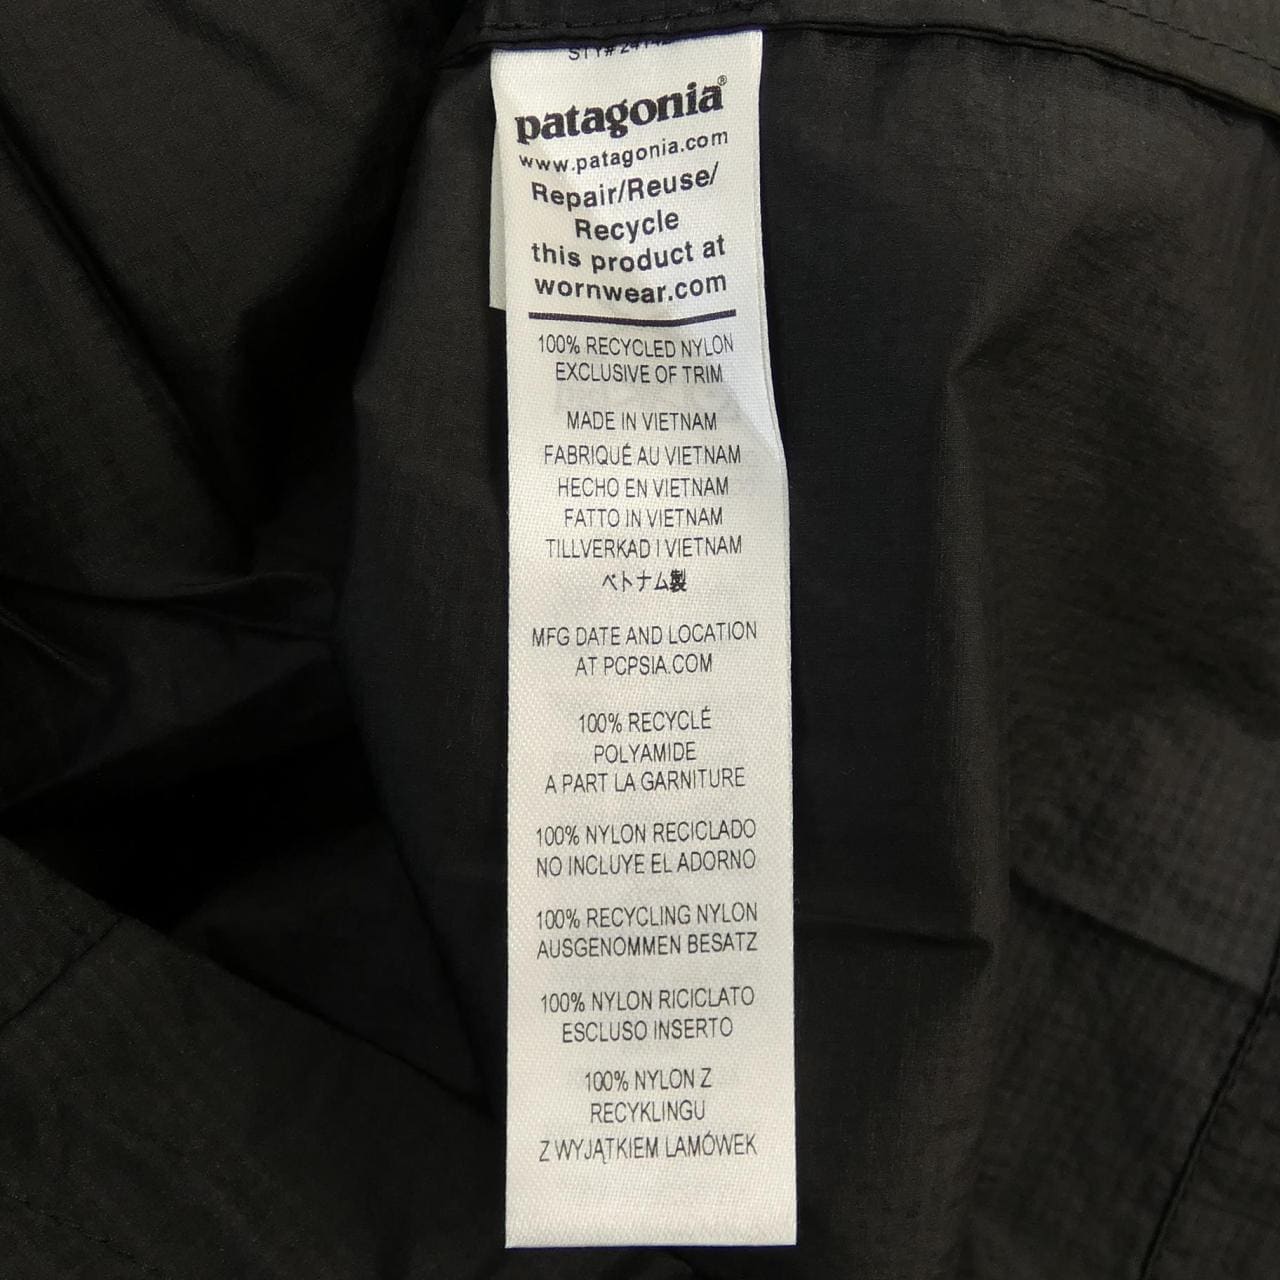 STY# 24142
patagonia®
www.patagonia.com
Repair/Reuse/
Recycle
this product at
wornwear.com
100% RECYCLED NYLON
EXCLUSIVE OF TRIM
MADE IN VIETNAM
FABRIQUÉ AU VIETNAM
HECHO EN VIETNAM
FATTO IN VIETNAM
TILLVERKAD I VIETNAM
ベトナム製
MFG DATE AND LOCATION
AT PCPSIA.COM
100% RECYCLÉ
POLYAMIDE
A PART LA GARNITURE
100% NYLON RECICLADO
NO INCLUYE EL ADORNO
100% RECYCLING NYLON
AUSGENOMMEN BESATZ
100% NYLON RICICLATO
ESCLUSO INSERTO
100% NYLON Z
RECYKLINGU
Z WYJĄTKIEM LAMÓWEK